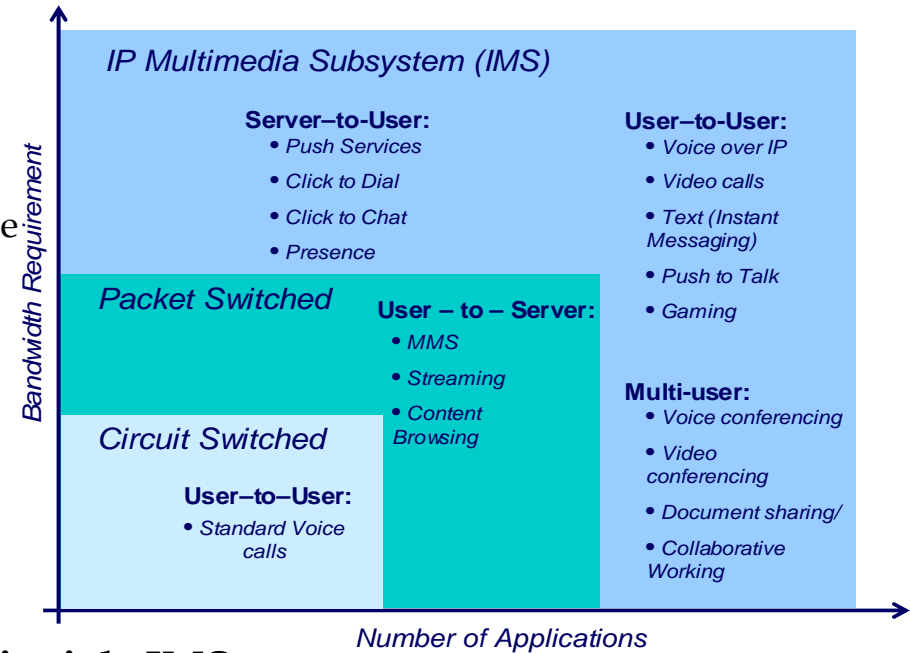 IP Multimedia Subsystem (IMS)
Server–to-User:
• Push Services
• Click to Dial
• Click to Chat
• Presence
User–to-User:
• Voice over IP
• Video calls
• Text (Instant
Messaging)
• Push to Talk
• Gaming
Multi-user:
• Voice conferencing
• Video
conferencing
• Document sharing/
• Collaborative
Working
Packet Switched
User – to – Server:
• MMS
• Streaming
• Content
Browsing
Circuit Switched
User–to–User:
• Standard Voice
calls
Bandwidth Requirement
Number of Applications
e